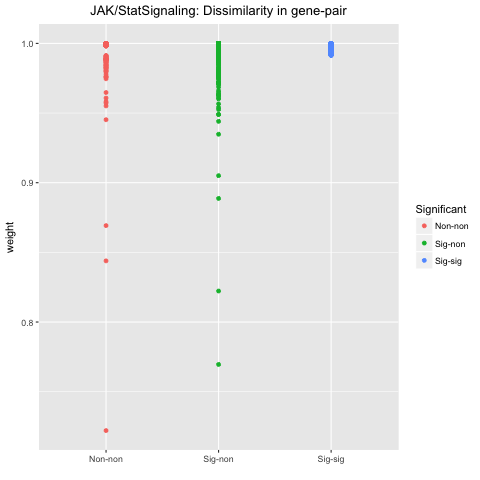 JAK/StatSignaling: Dissimilarity in gene-pair
1.0
0.9
0.8
weight
Non-non
Sig-non
Sig-sig
Significant
Non-non
Sig-non
Sig-sig